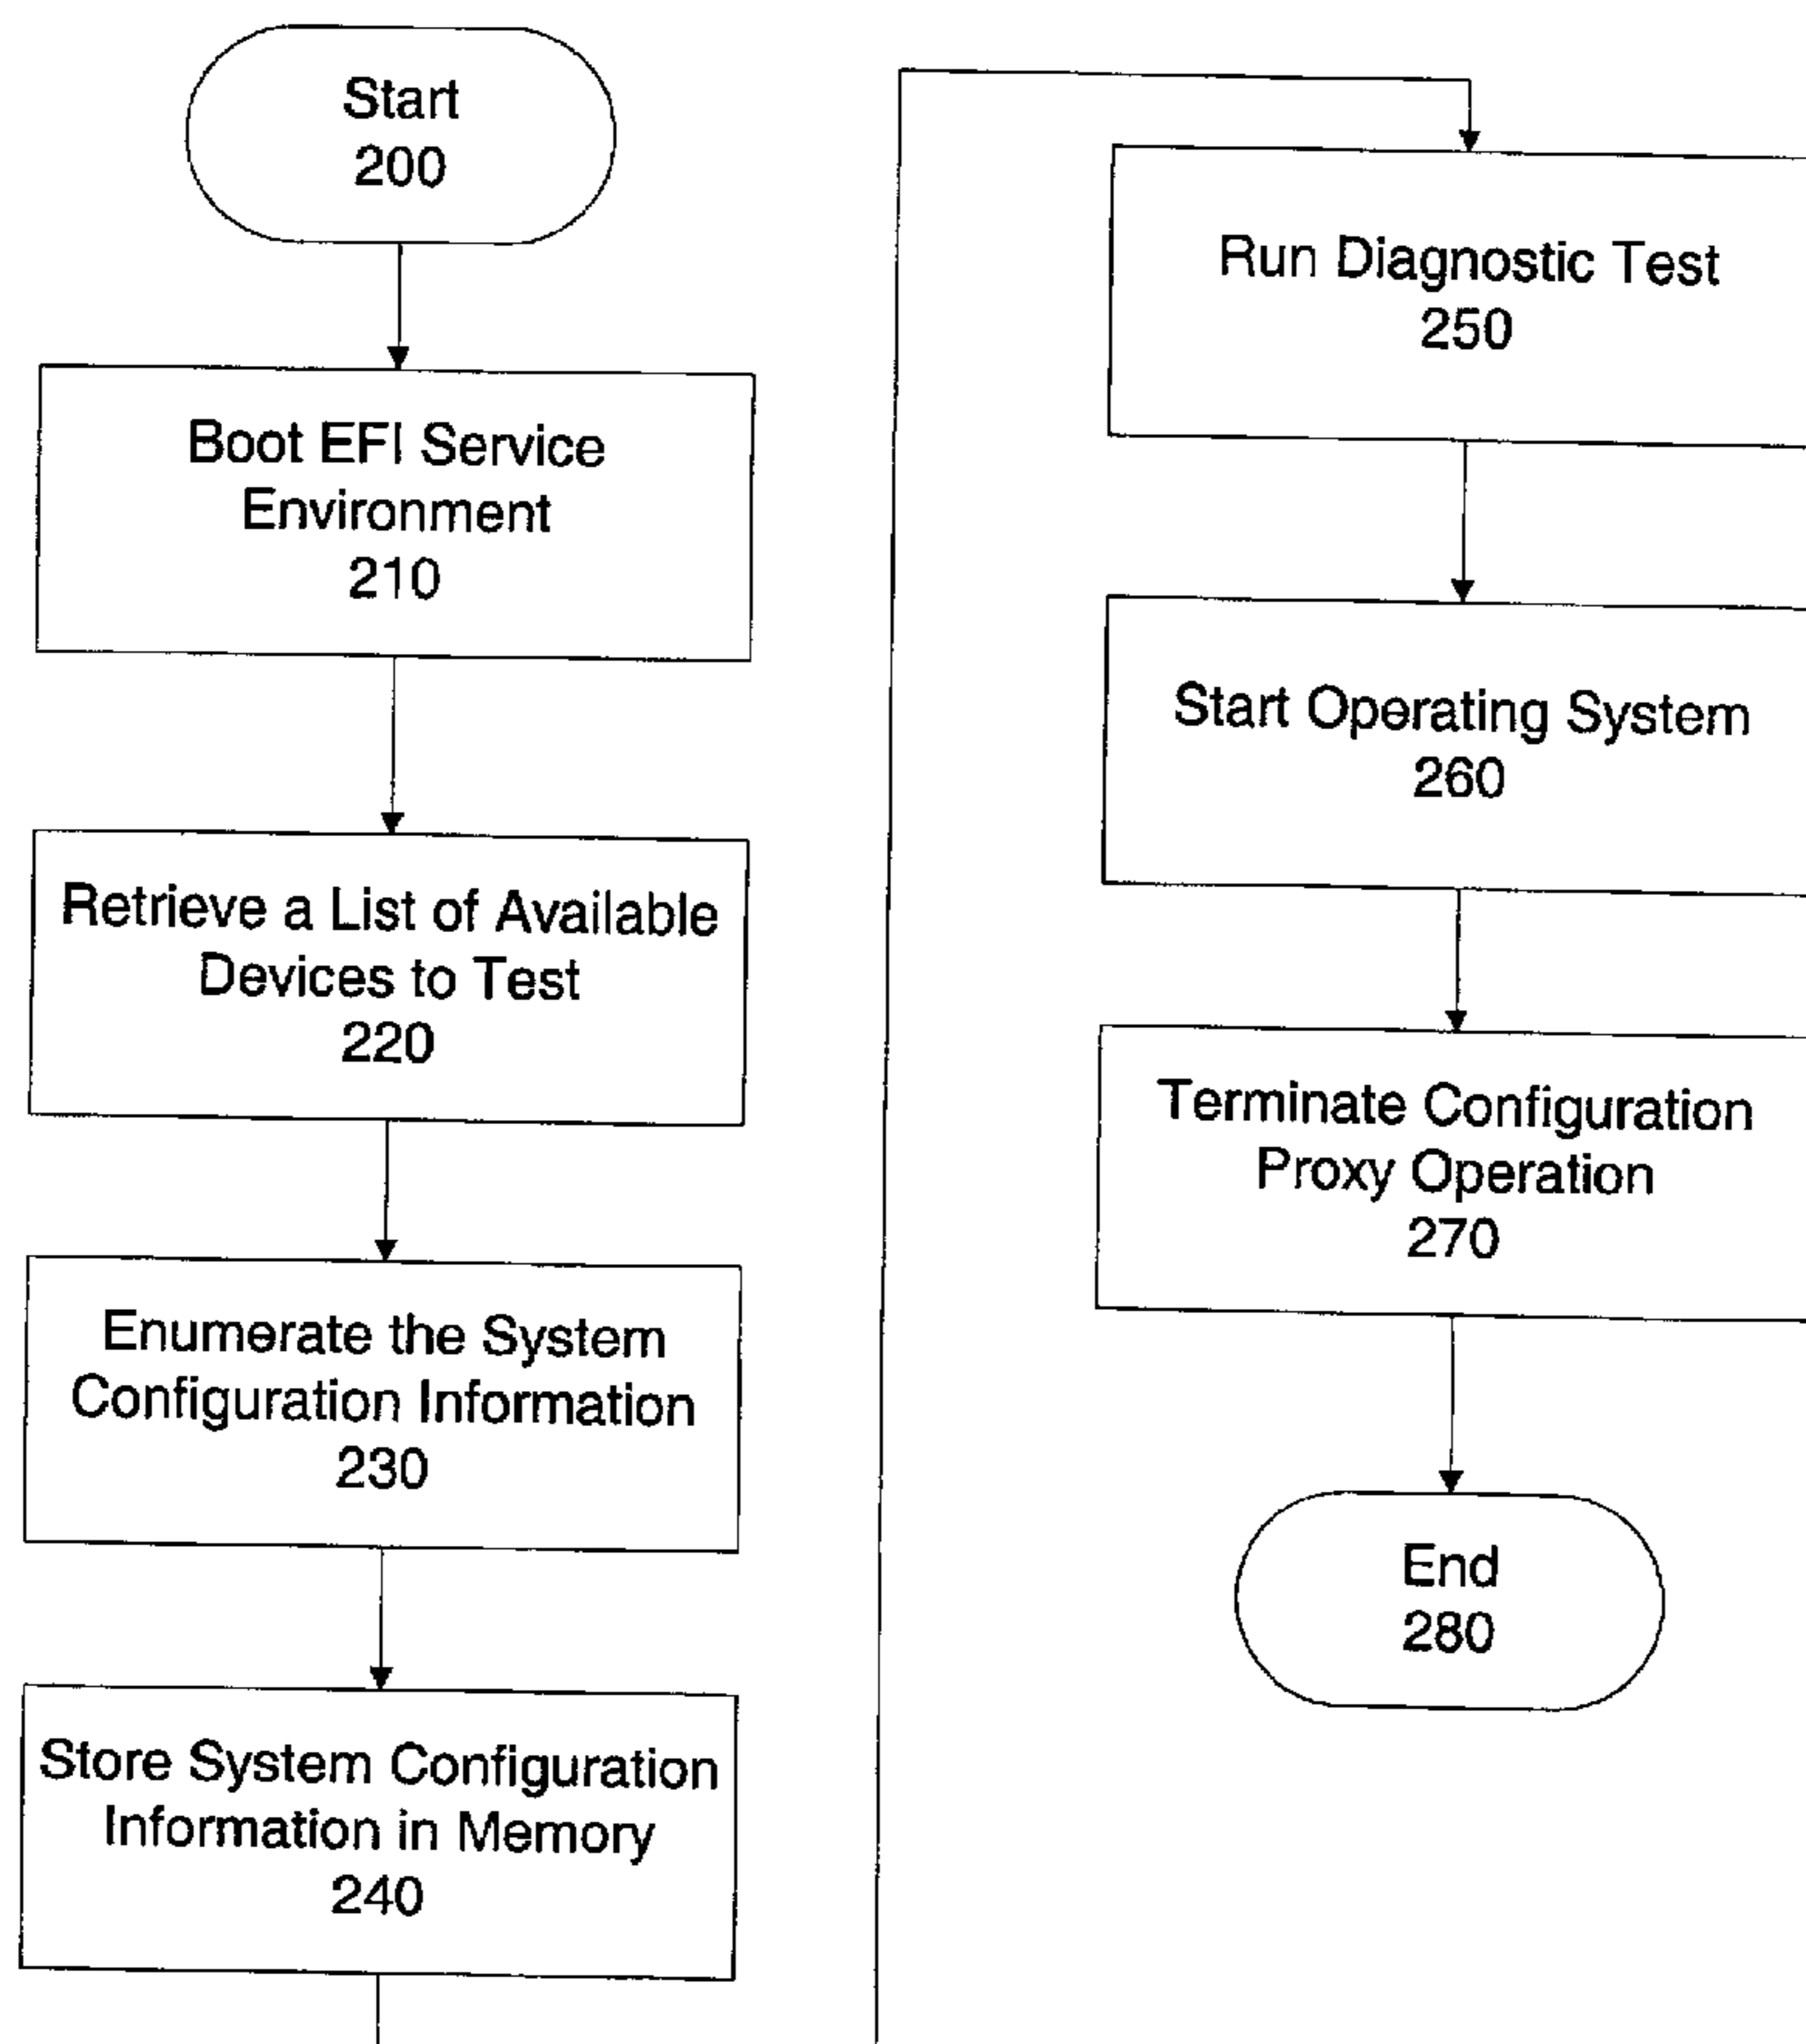 Start
200
Boot EFI Service
Environment
210
Retrieve a List of Available
Devices to Test
220
Enumerate the System
Configuration Information
230
Store System Configuration
Information in Memory
240
Run Diagnostic Test
250
Start Operating System
260
Terminate Configuration
Proxy Operation
270
End
280